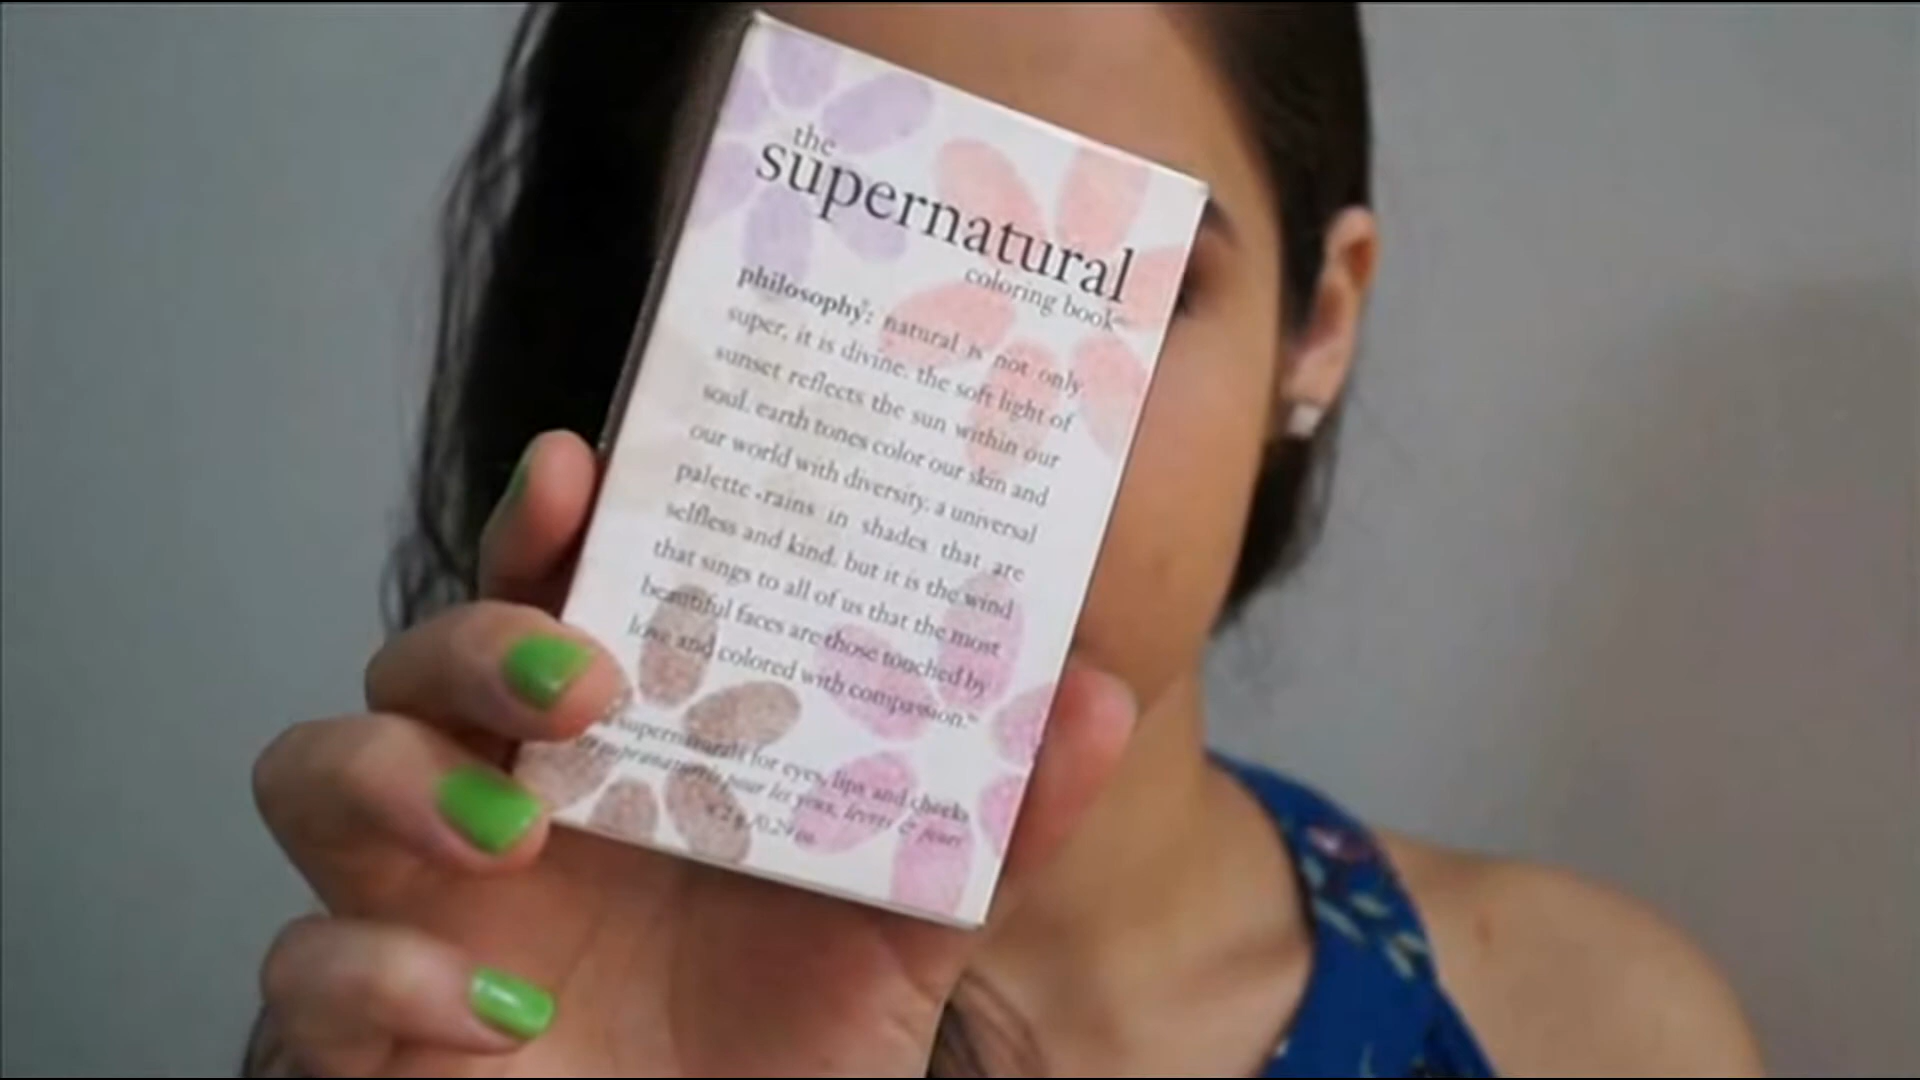 the
supernatural
coloring book
philosophy: natural is not only
super, it is divine. the soft light of
sunset reflects the sun within our
soul. earth tones color our skin and
our world with diversity, a universal
palette rains in shades that are
selfless and kind. but it is the wind
that sings to all of us that the most
beautiful faces are those touched by
love and colored with compassion.™
supernaturals for eyes, lips and cheeks
pour les yeux, lèvres &